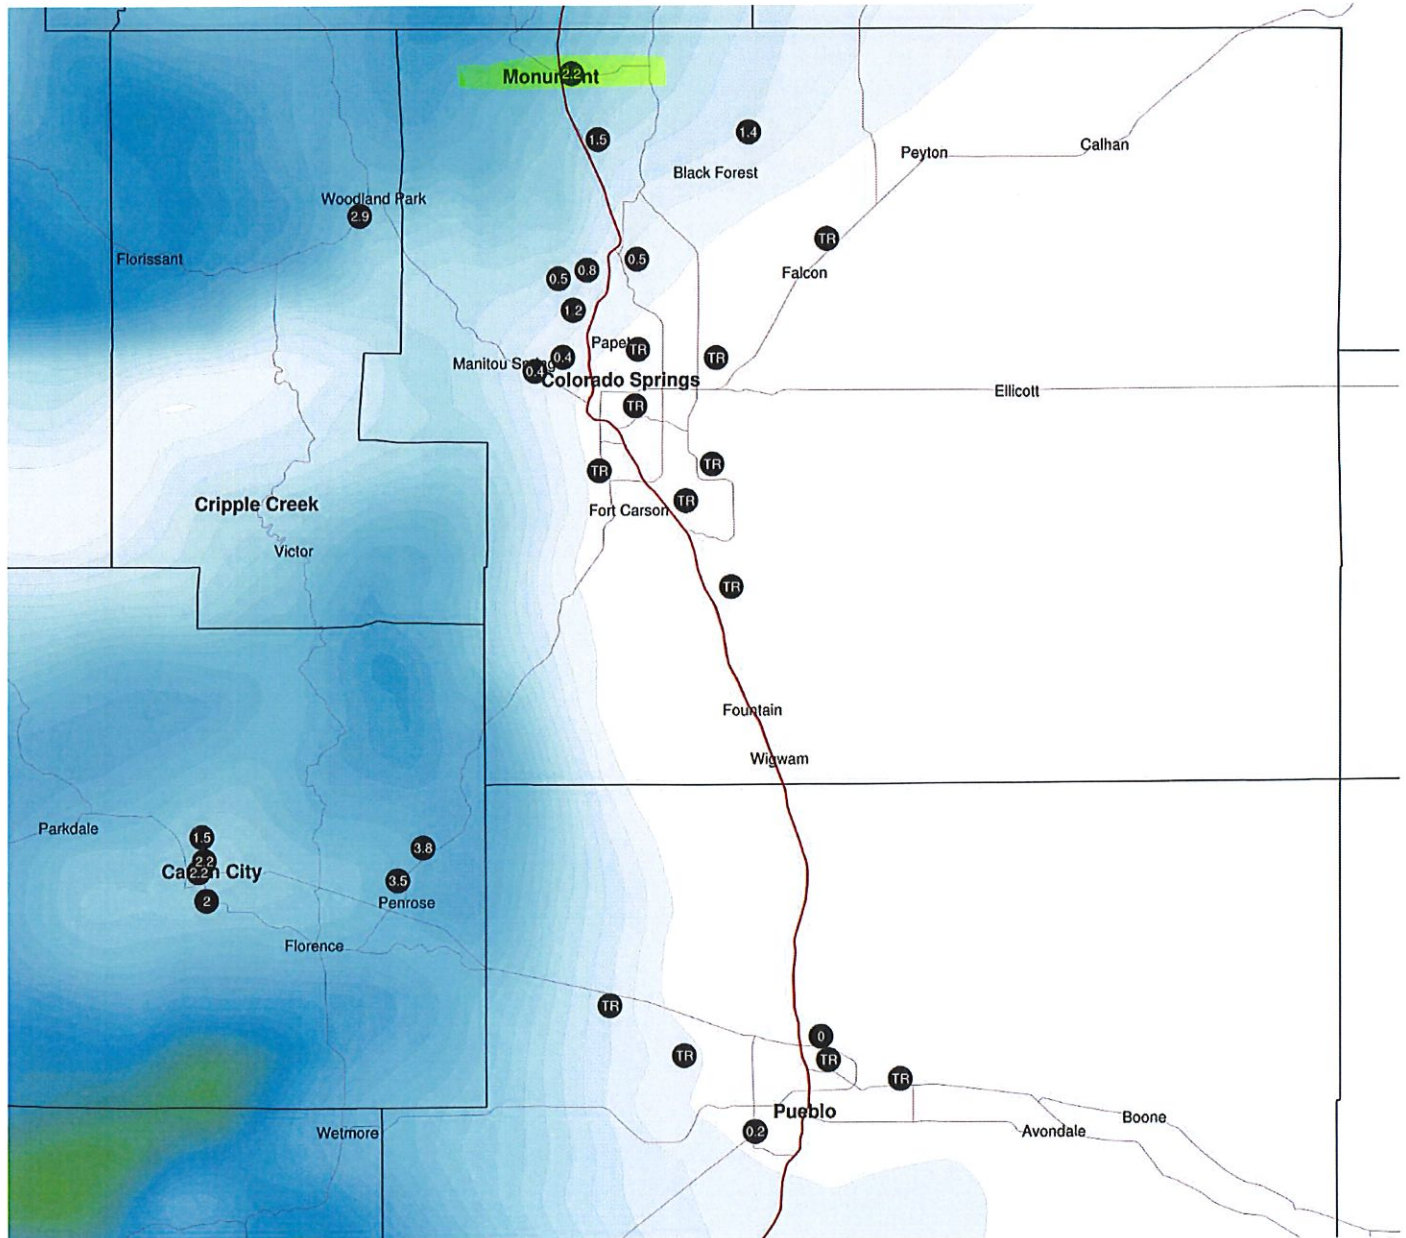 Monument
2.2
1.5
1.4
Black Forest
Peyton
Calhan
Woodland Park
2.9
Florissant
TR
Falcon
0.5
0.8
0.5
1.2
0.4
TR
TR
Manitou
0.4
Colorado Springs
Ellicott
TR
TR
TR
Cripple Creek
TR
Fort Carson
Victor
TR
Fountain
Wigwam
Parkdale
1.5
3.8
2.2
2.2
City
3.5
2
Penrose
Florence
TR
0
TR
TR
TR
Pueblo
Boone
Wetmore
0.2
Avondale